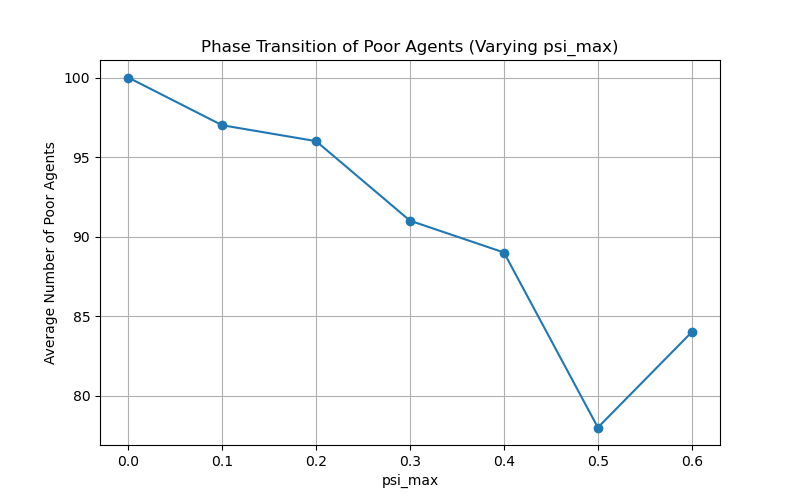 Phase Transition of Poor Agents (Varying psi_max)
Average Number of Poor Agents
100
95
90
85
80
0.0 0.1 0.2 0.3 0.4 0.5 0.6
psi_max